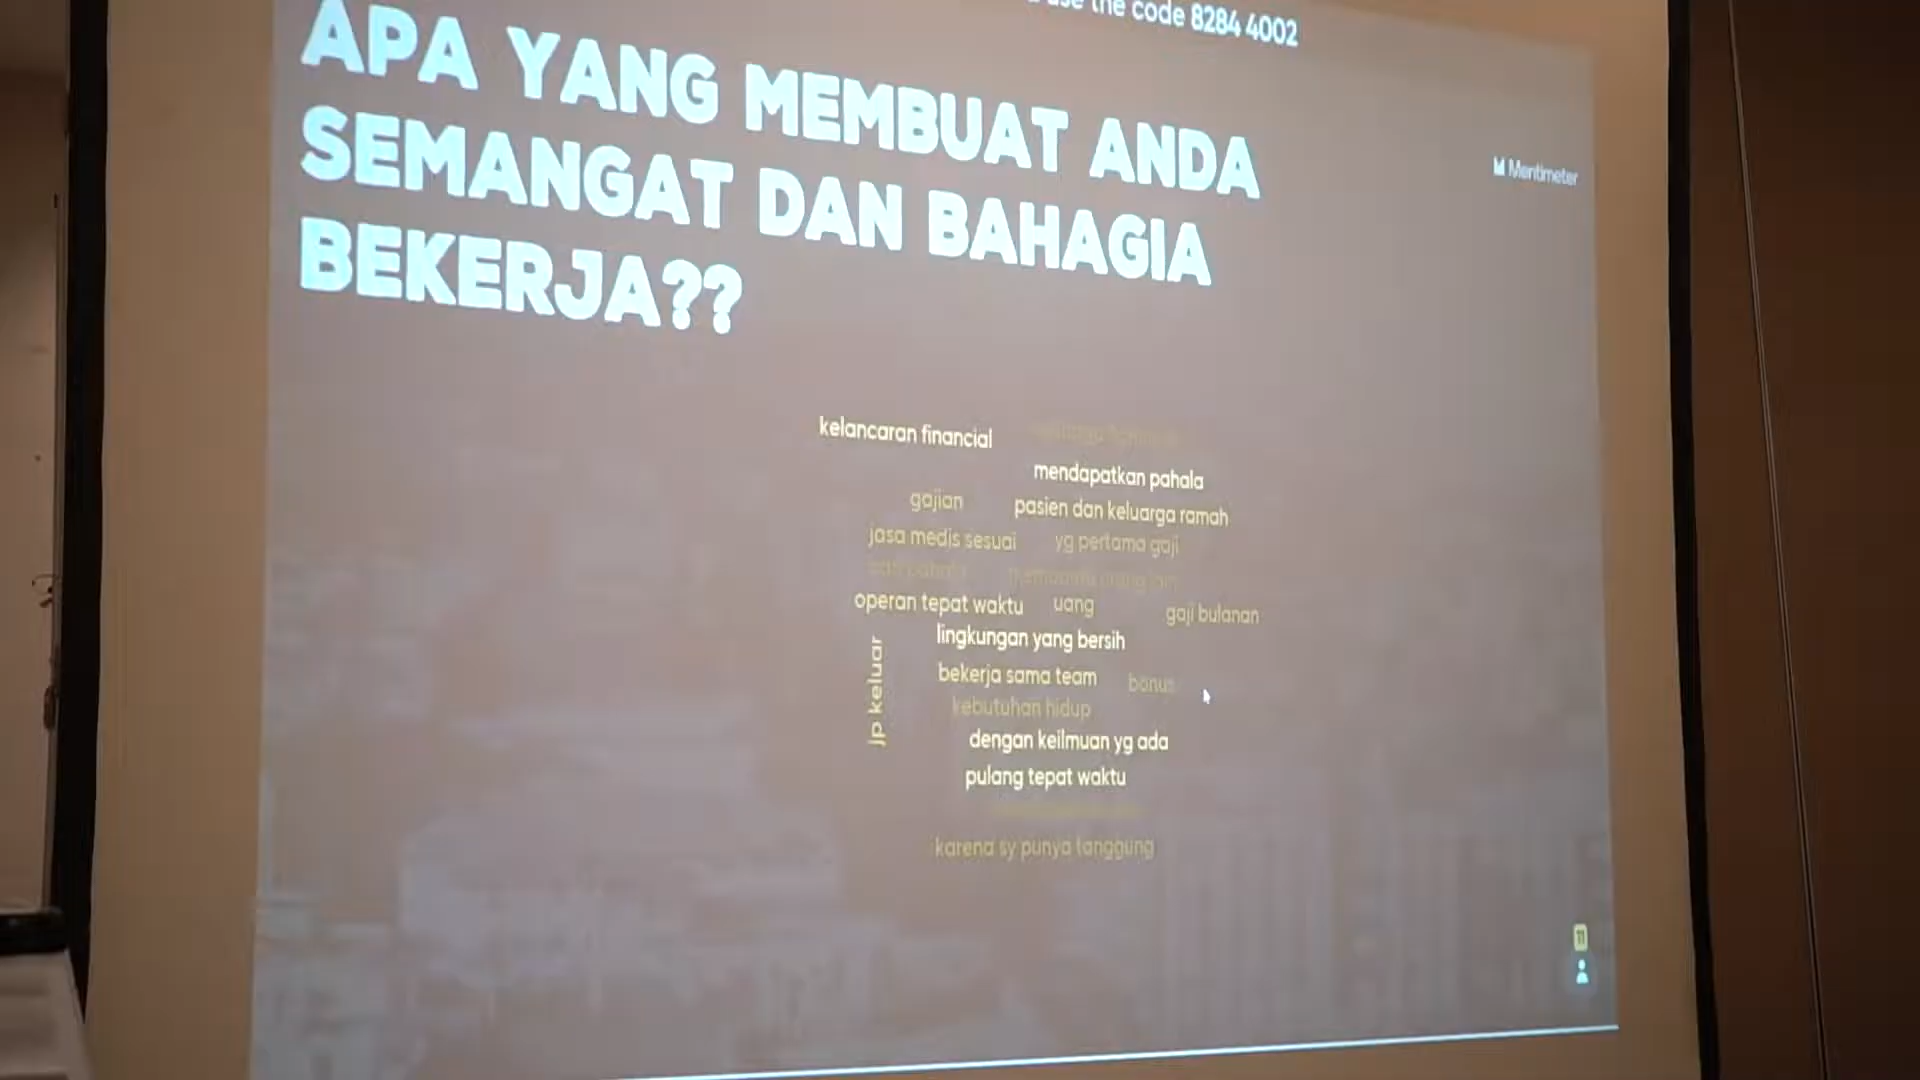 use the code 8284 4002
APA YANG MEMBUAT ANDA
SEMANGAT DAN BAHAGIA
BEKERJA??
Mentimeter
kelancaran financial
mendapatkan pahala
gajian
pasien dan keluarga ramah
jasa medis sesuai
yg pertama gaji
operan tepat waktu
uang
gaji bulanan
lingkungan yang bersih
jp keluar
bekerja sama team
bonus
kebutuhan hidup
dengan keilmuan yg ada
pulang tepat waktu
karena sy punya tanggung
11